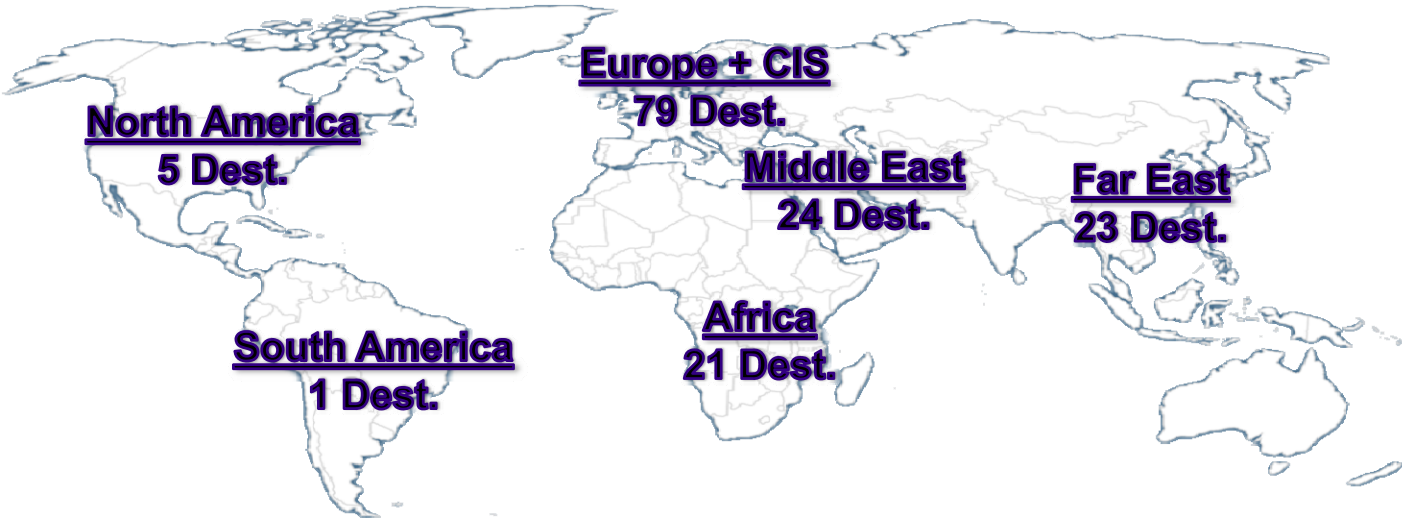 Europe + CIS
79 Dest.
North America
5 Dest.
Middle East
24 Dest.
Far East
23 Dest.
Africa
21 Dest.
South America
1 Dest.